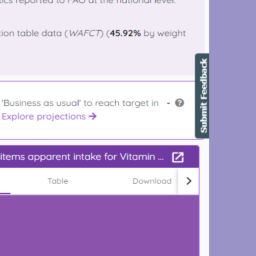 tics reported to FAO at the national level.
tion table data (WAFCT) (45.92% by weight
'Business as usual' to reach target in - ?
Explore projections →
Submit Feedback
items apparent intake for Vitamin ...
Table Download >